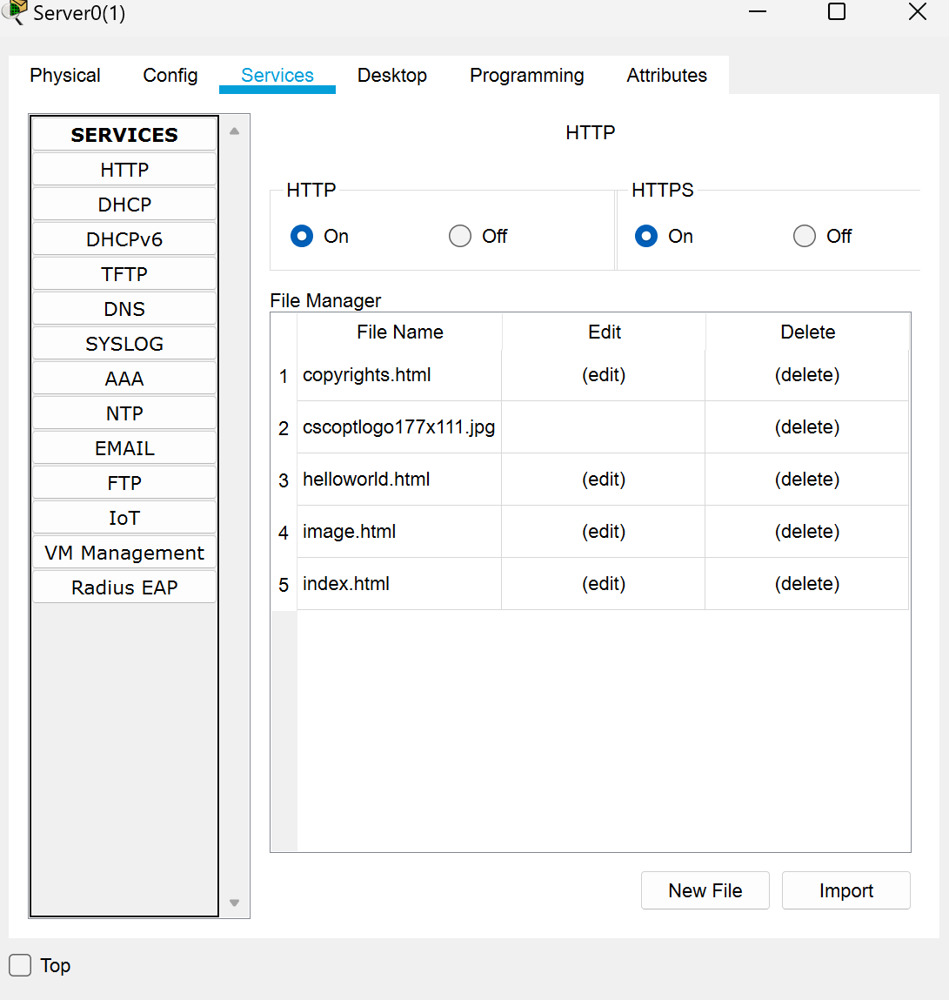 Server0(1)
Physical Config Services Desktop Programming Attributes
SERVICES
HTTP
DHCP
DHCPv6
TFTP
DNS
SYSLOG
AAA
NTP
EMAIL
FTP
IoT
VM Management
Radius EAP
HTTP
HTTP
On Off
HTTPS
On Off
File Manager
File Name Edit Delete
1 copyrights.html (edit) (delete)
2 cscoptlogo177x111.jpg (delete)
3 helloworld.html (edit) (delete)
4 image.html (edit) (delete)
5 index.html (edit) (delete)
New File Import
Top